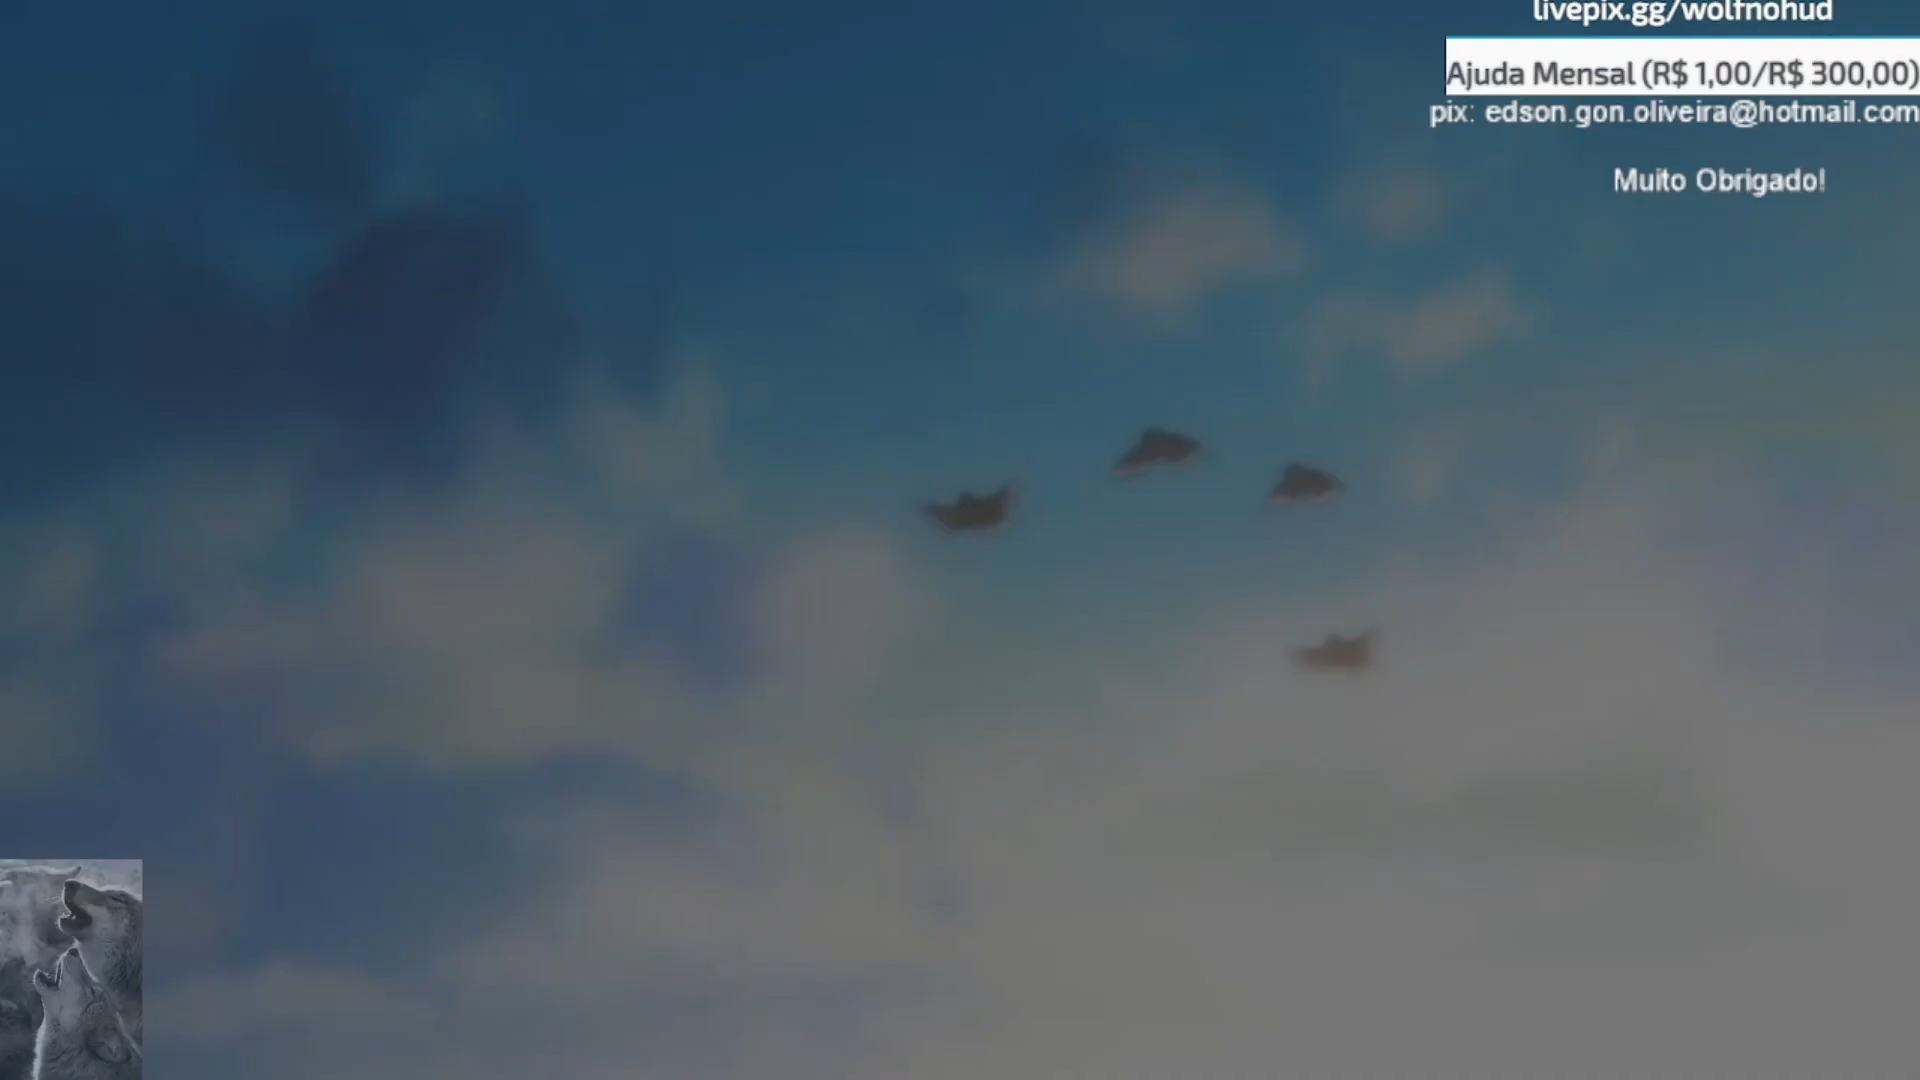 livepix.gg/wolfnohud
Ajuda Mensal (R$ 1,00/R$ 300,00)
pix: edson.gon.oliveira@hotmail.com
Muito Obrigado!